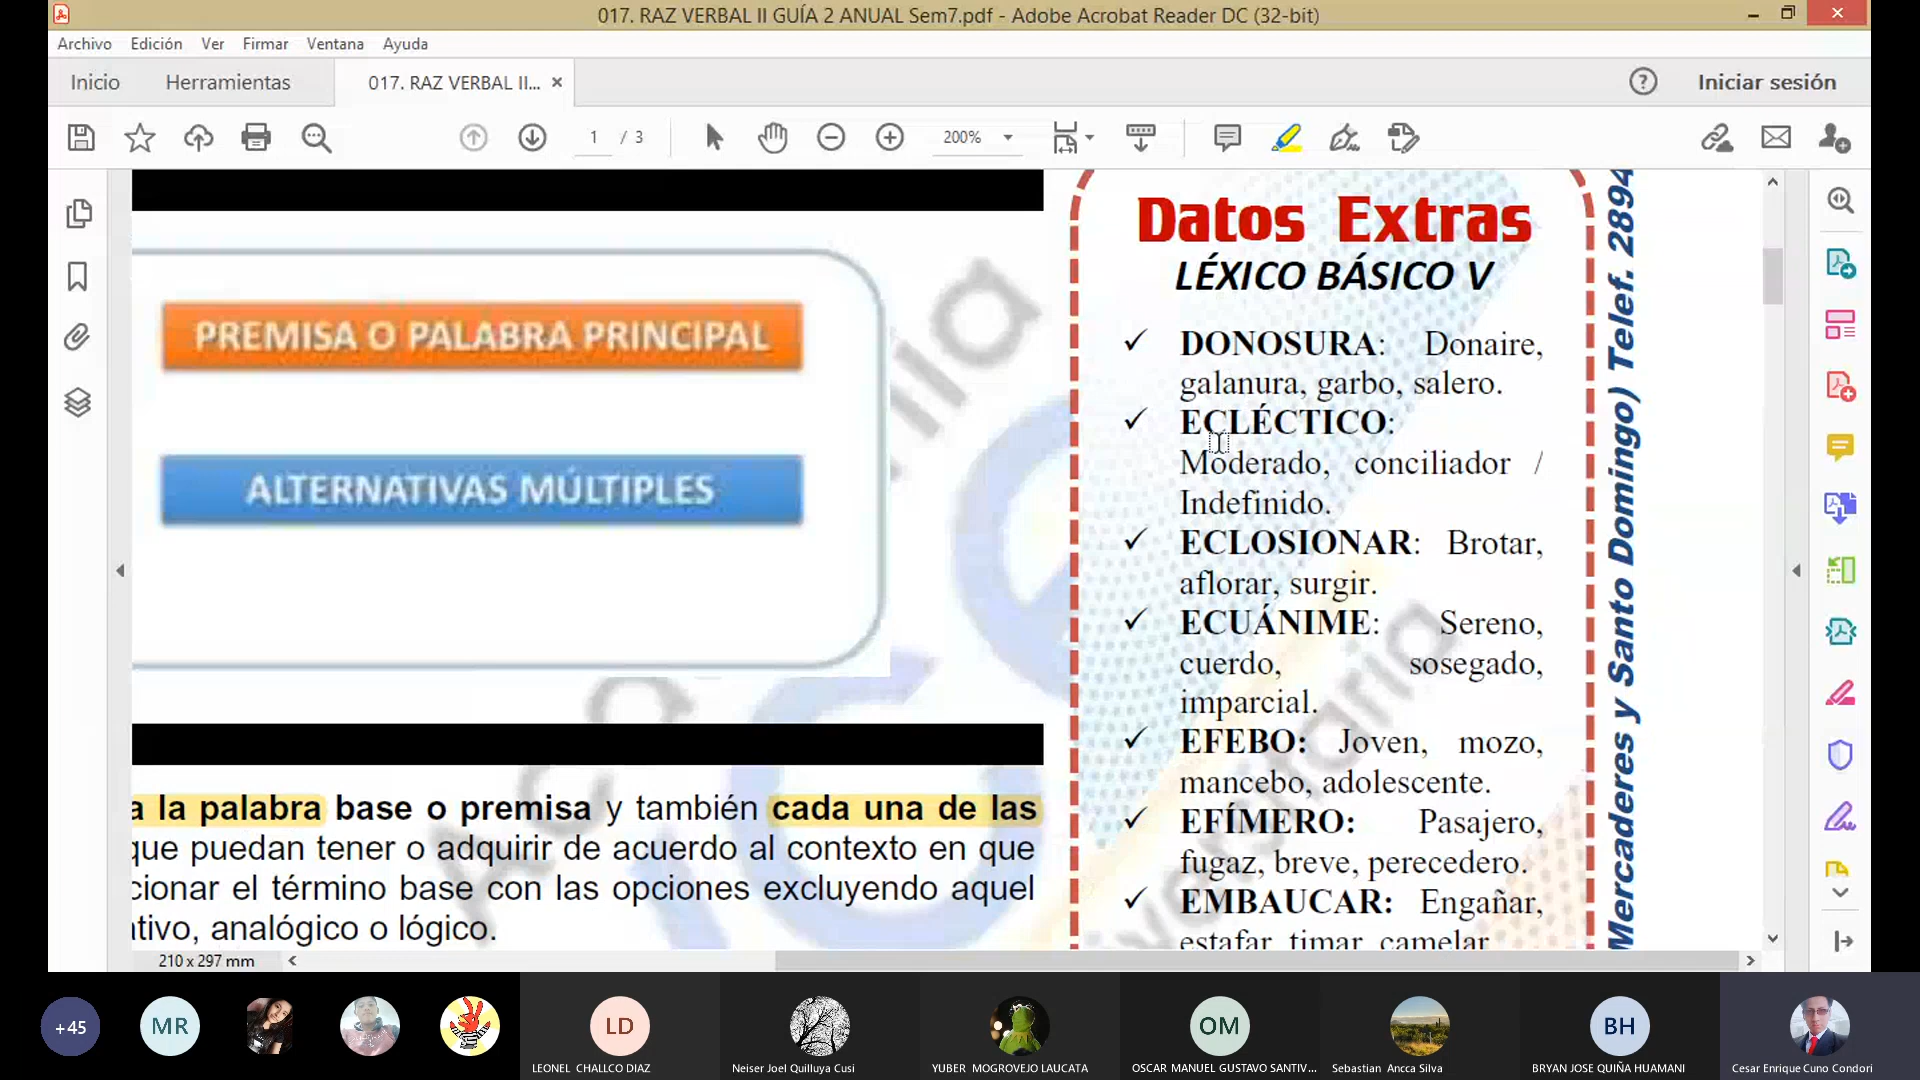 017. RAZ VERBAL II GUÍA 2 ANUAL Sem7.pdf - Adobe Acrobat Reader DC (32-bit)
Archivo Edición Ver Firmar Ventana Ayuda
Inicio Herramientas 017. RAZ VERBAL II... × Iniciar sesión
1 / 3 200%
PREMISA O PALABRA PRINCIPAL
ALTERNATIVAS MÚLTIPLES
a la palabra base o premisa y también cada una de las
que puedan tener o adquirir de acuerdo al contexto en que
cionar el término base con las opciones excluyendo aquel
ativo, analógico o lógico.
Datos Extras
LÉXICO BÁSICO V
✓ DONOSURA: Donaire,
galanura, garbo, salero.
✓ ECLÉCTICO:
Moderado, conciliador /
Indefinido.
✓ ECLOSIONAR: Brotar,
aflorar, surgir.
✓ ECUÁNIME: Sereno,
cuerdo, sosegado,
imparcial.
✓ EFEBO: Joven, mozo,
mancebo, adolescente.
✓ EFÍMERO: Pasajero,
fugaz, breve, perecedero.
✓ EMBAUCAR: Engañar,
estafar, timar, camelar
Mercaderes y Santo Domingo) Telef. 2894
210 x 297 mm
+45
MR
LD
OM
BH
LEONEL CHALLCO DIAZ
Neiser Joel Quilluya Cusi
YUBER MOGROVEJO LAUCATA
OSCAR MANUEL GUSTAVO SANTIV...
Sebastian Ancca Silva
BRYAN JOSE QUIÑA HUAMANI
Cesar Enrique Cuno Condori